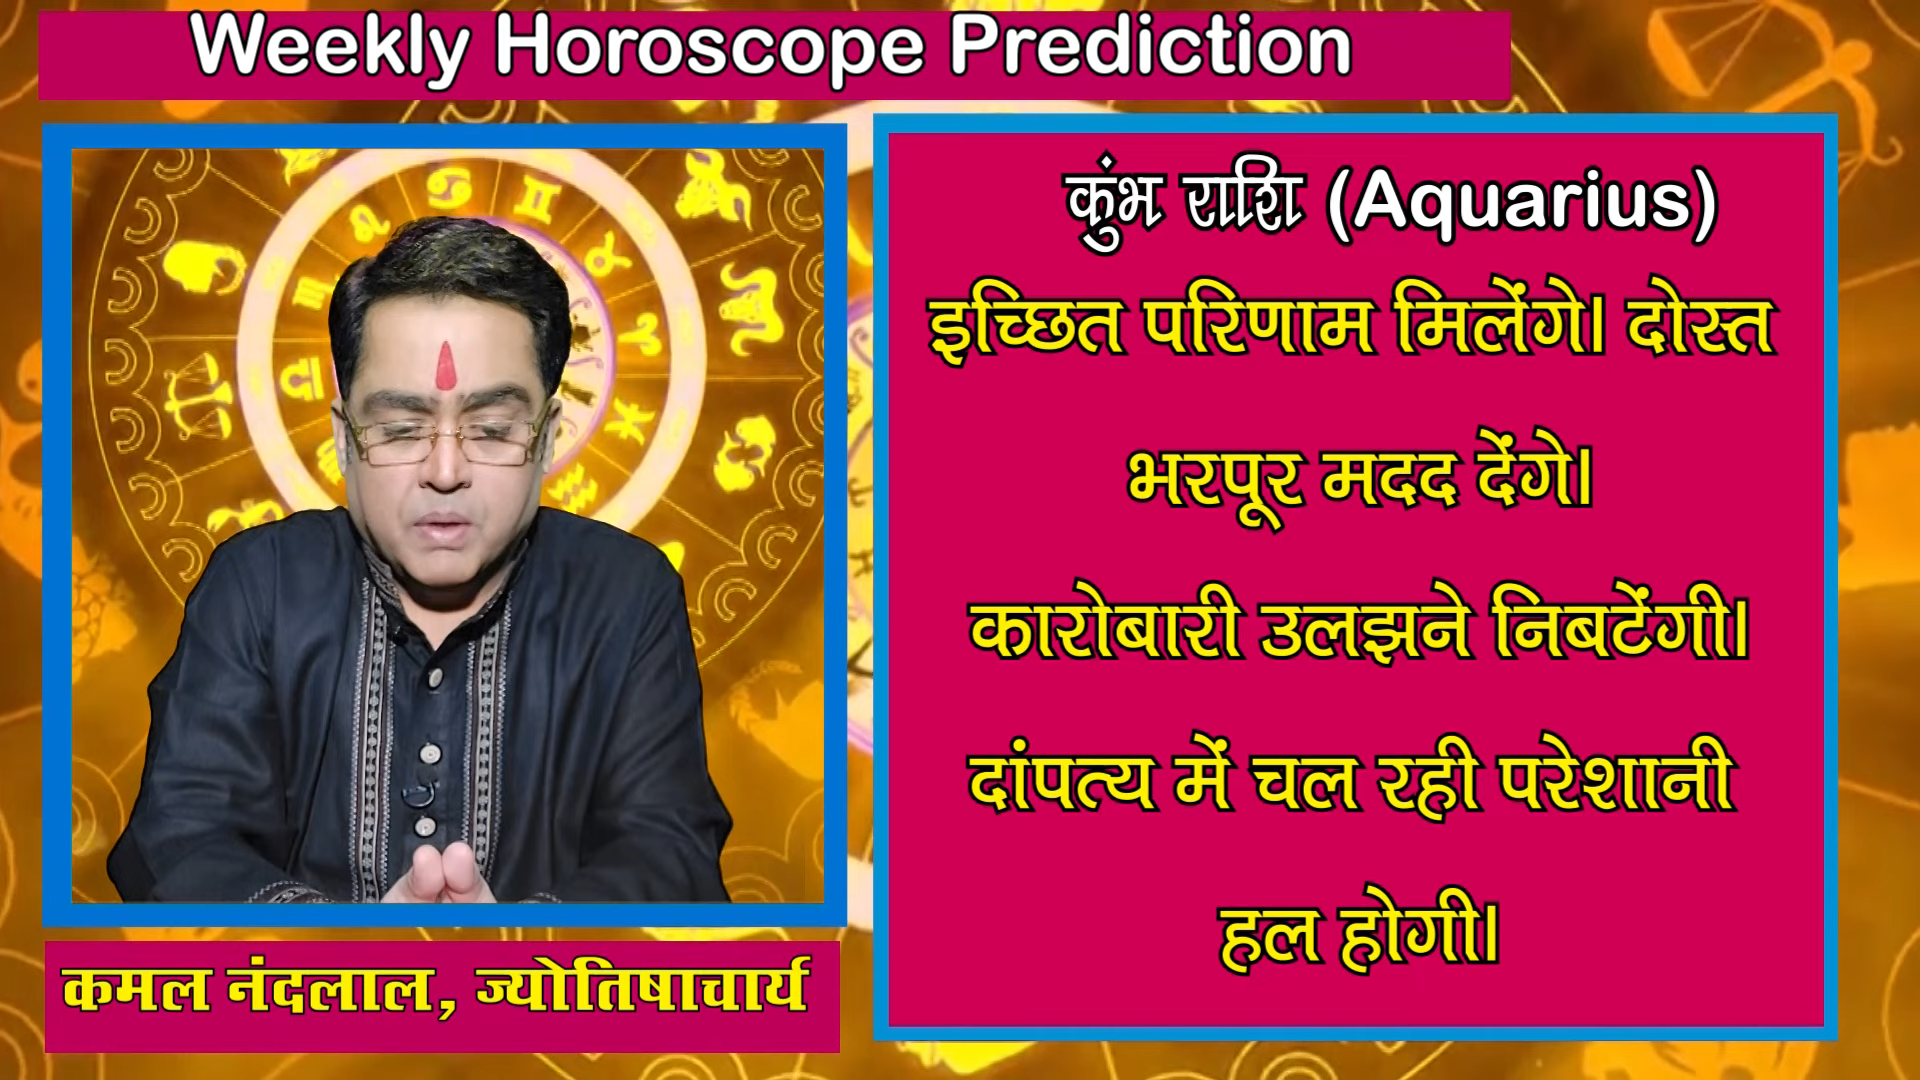 Weekly Horoscope Prediction
कुंभ राशि (Aquarius)
इच्छित परिणाम मिलेंगे। दोस्त
भरपूर मदद देंगे।
कारोबारी उलझने निबटेंगी।
दांपत्य में चल रही परेशानी
हल होगी।
कमल नंदलाल, ज्योतिषाचार्य